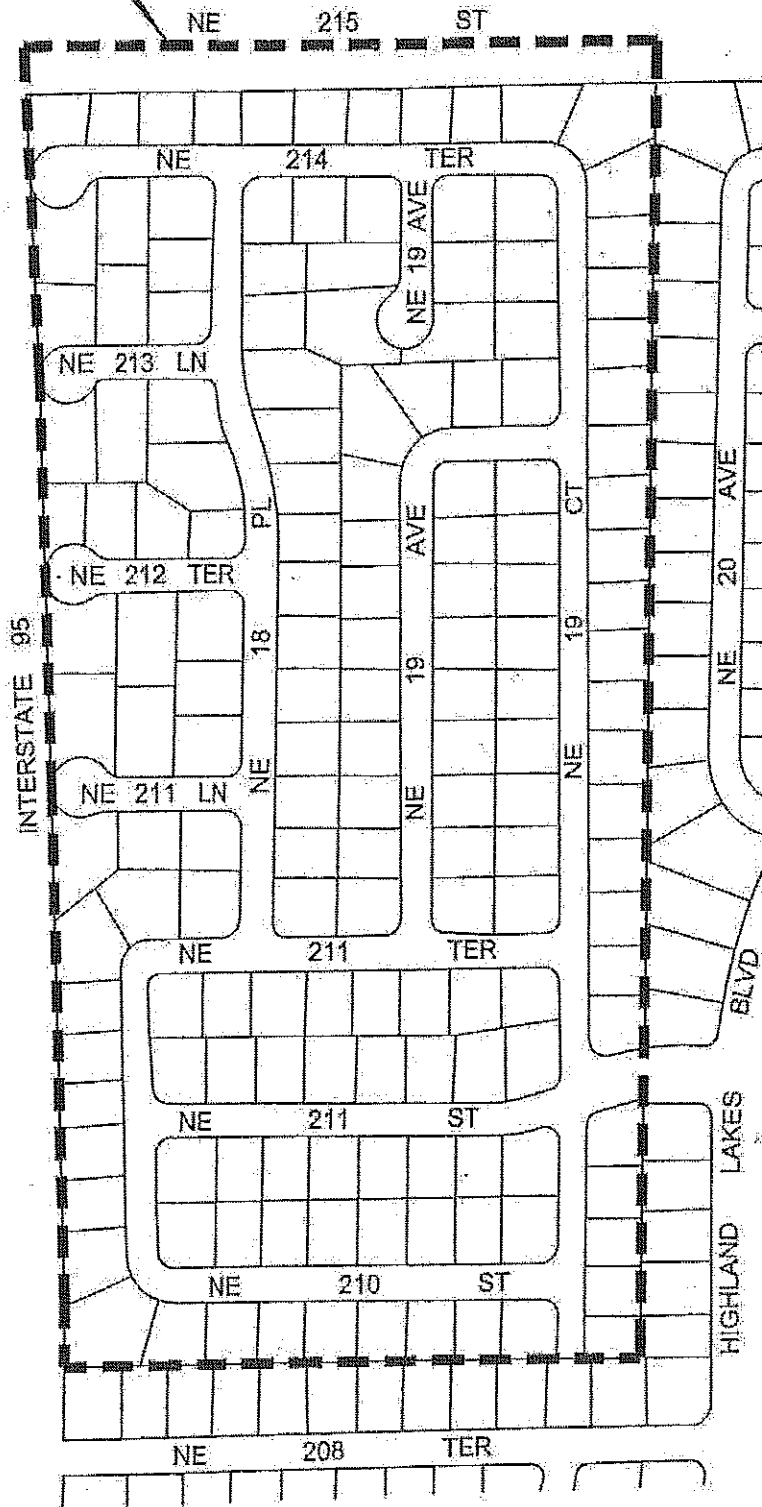 NE 215 ST
NE 214 TER
NE 19 AVE
NE 213 LN
NE 18 PL
NE 212 TER
NE 19 AVE
NE 19 CT
NE 20 AVE
INTERSTATE 95
NE 211 LN
NE 211 TER
NE 211 ST
HIGHLAND LAKES BLVD
NE 210 ST
NE 208 TER